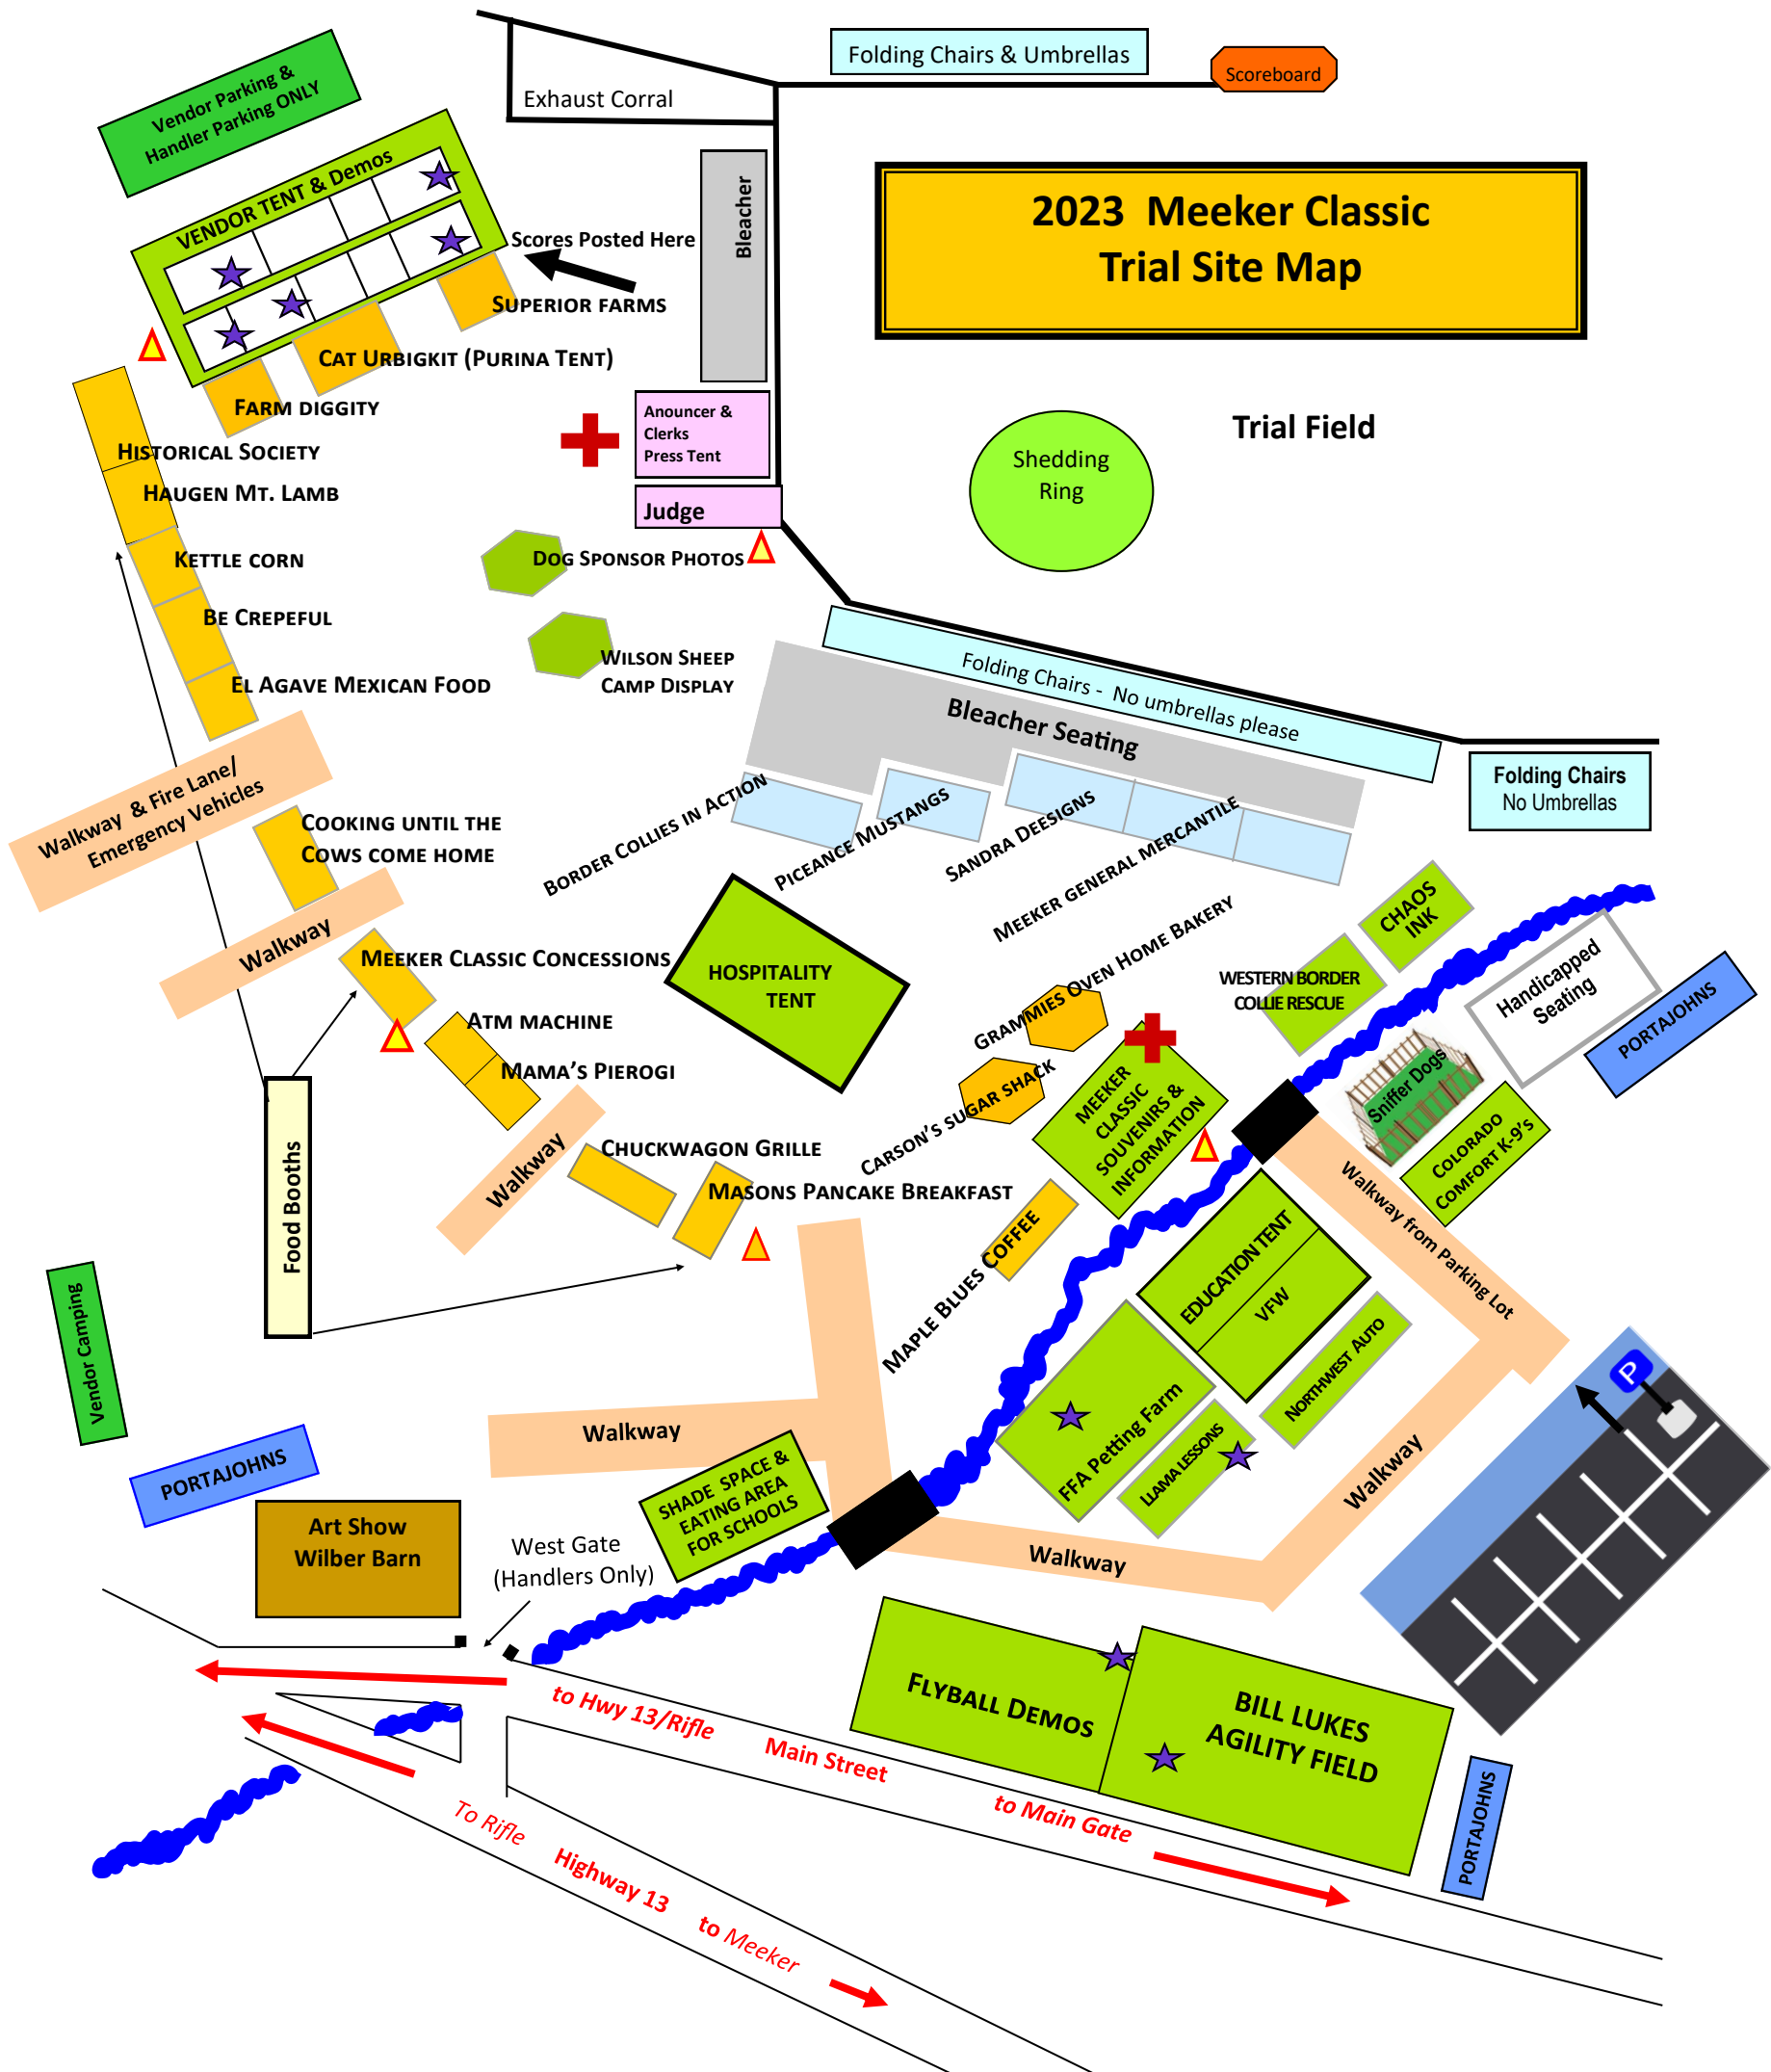 Folding Chairs & Umbrellas
Scoreboard
Exhaust Corral
Vendor Parking &
Handler Parking ONLY
VENDOR TENT & Demos
Bleacher
2023 Meeker Classic
Trial Site Map
Scores Posted Here
SUPERIOR FARMS
CAT URBIGKIT (PURINA TENT)
FARM DIGGITY
Anouncer &
Clerks
Press Tent
Judge
Trial Field
Shedding
Ring
HISTORICAL SOCIETY
HAUGEN MT. LAMB
KETTLE CORN
BE CREPEFUL
EL AGAVE MEXICAN FOOD
DOG SPONSOR PHOTOS
WILSON SHEEP
CAMP DISPLAY
Folding Chairs - No umbrellas please
Bleacher Seating
Folding Chairs
No Umbrellas
Walkway & Fire Lane/
Emergency Vehicles
COOKING UNTIL THE
COWS COME HOME
Walkway
BORDER COLLIES IN ACTION
PICEANCE MUSTANGS
SANDRA DEESIGNS
MEEKER GENERAL MERCANTILE
GRAMMIES OVEN HOME BAKERY
CARSON'S SUGAR SHACK
HOSPITALITY
TENT
MEEKER CLASSIC CONCESSIONS
ATM MACHINE
MAMA'S PIEROGI
Walkway
CHUCKWAGON GRILLE
MASONS PANCAKE BREAKFAST
Food Booths
CHAOS
INK
WESTERN BORDER
COLLIE RESCUE
Handicapped
Seating
PORTAJOHNS
Sniffer Dogs
COLORADO
COMFORT K-9'S
MEEKER
CLASSIC
SOUVENIRS &
INFORMATION
MAPLE BLUES COFFEE
Walkway from Parking Lot
EDUCATION TENT
VFW
NORTHWEST AUTO
FFA Petting Farm
LLAMA LESSONS
Walkway
Walkway
P
Vendor Camping
PORTAJOHNS
Art Show
Wilber Barn
Walkway
SHADE SPACE &
EATING AREA
FOR SCHOOLS
West Gate
(Handlers Only)
FLYBALL DEMOS
BILL LUKES
AGILITY FIELD
PORTAJOHNS
to Hwy 13/Rifle
Main Street
to Main Gate
To Rifle
Highway 13
to Meeker